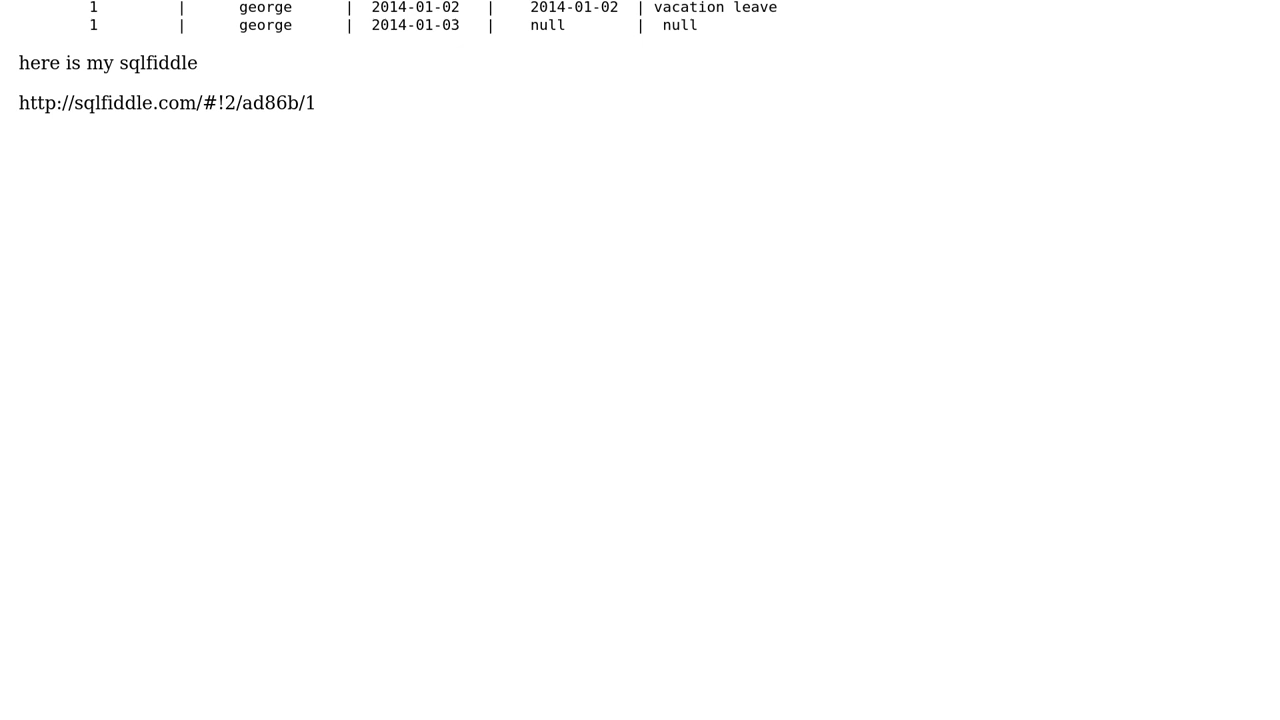 1         |      george      |  2014-01-02   |    2014-01-02  | vacation leave
1         |      george      |  2014-01-03   |    null        |  null
here is my sqlfiddle
http://sqlfiddle.com/#!2/ad86b/1